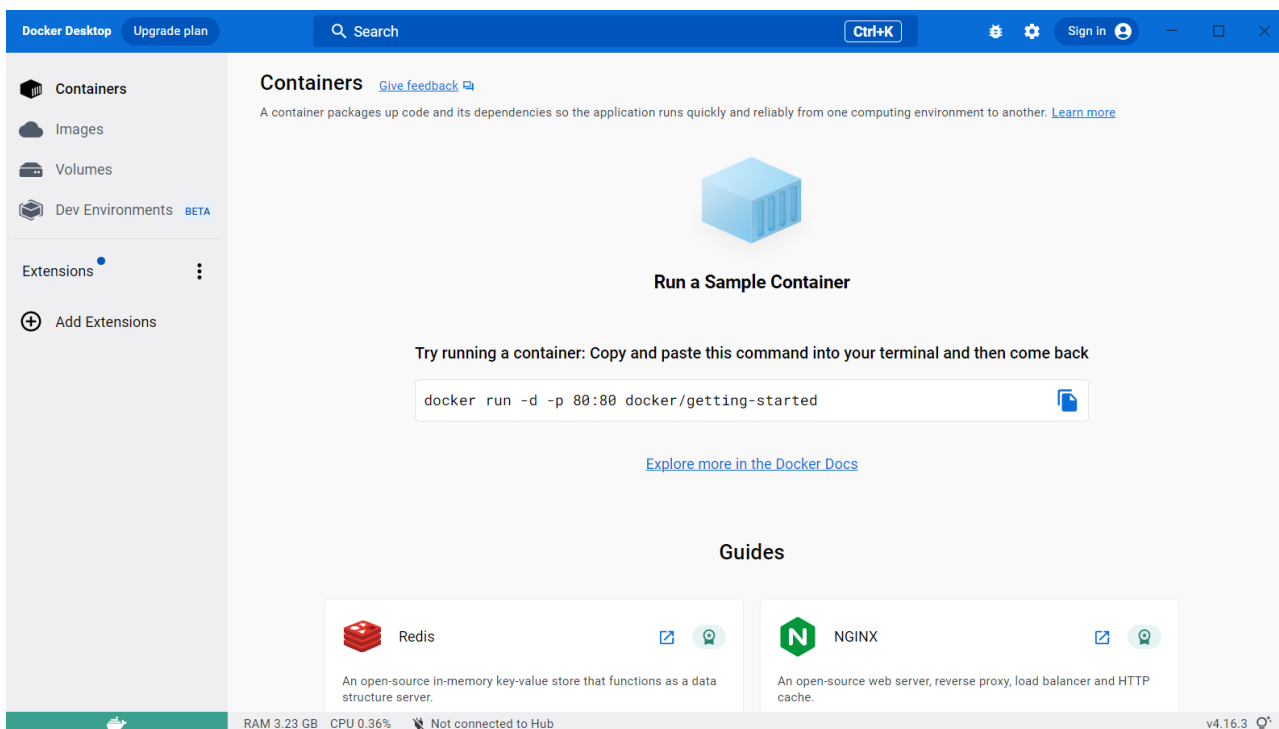 Docker Desktop Upgrade plan Search Ctrl+K Sign in
Containers
Images
Volumes
Dev Environments BETA
Extensions
Add Extensions
Containers Give feedback
A container packages up code and its dependencies so the application runs quickly and reliably from one computing environment to another. Learn more
Run a Sample Container
Try running a container: Copy and paste this command into your terminal and then come back
docker run -d -p 80:80 docker/getting-started
Explore more in the Docker Docs
Guides
Redis
An open-source in-memory key-value store that functions as a data
structure server.
N NGINX
An open-source web server, reverse proxy, load balancer and HTTP
cache.
RAM 3.23 GB CPU 0.36% Not connected to Hub v4.16.3